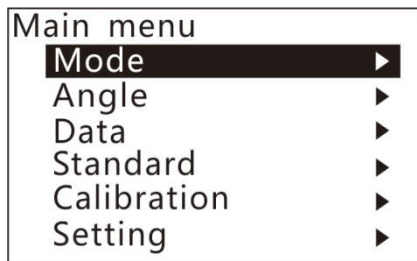 Main menu
Mode
Angle
Data
Standard
Calibration
Setting